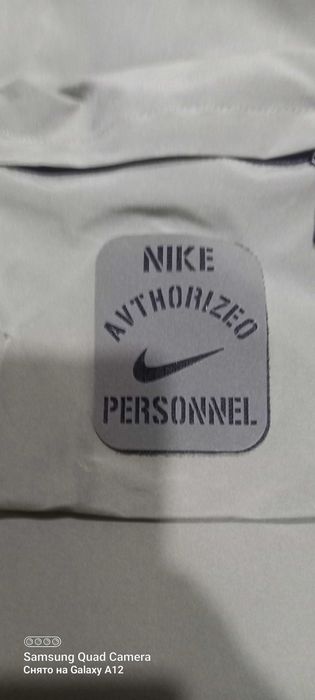 NIKE
AVTHORIZED
PERSONNEL
Samsung Quad Camera
Снято на Galaxy A12